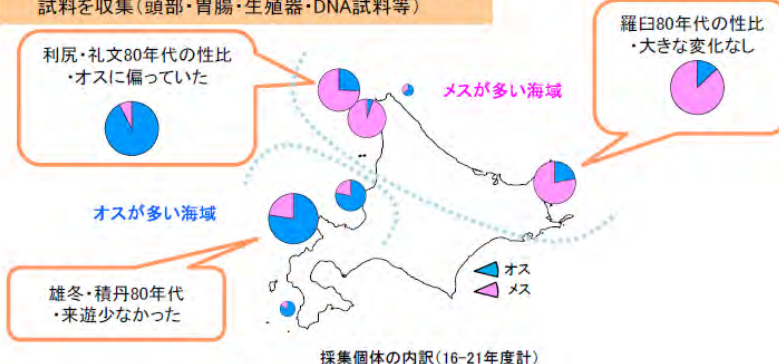 試料を収集（頭部・胃腸・生殖器・DNA試料等）
利尻・礼文80年代の性比
・オスに偏っていた
羅臼80年代の性比
・大きな変化なし
メスが多い海域
オスが多い海域
雄冬・積丹80年代
・来遊少なかった
オス
メス
採集個体の内訳（16-21年度計）